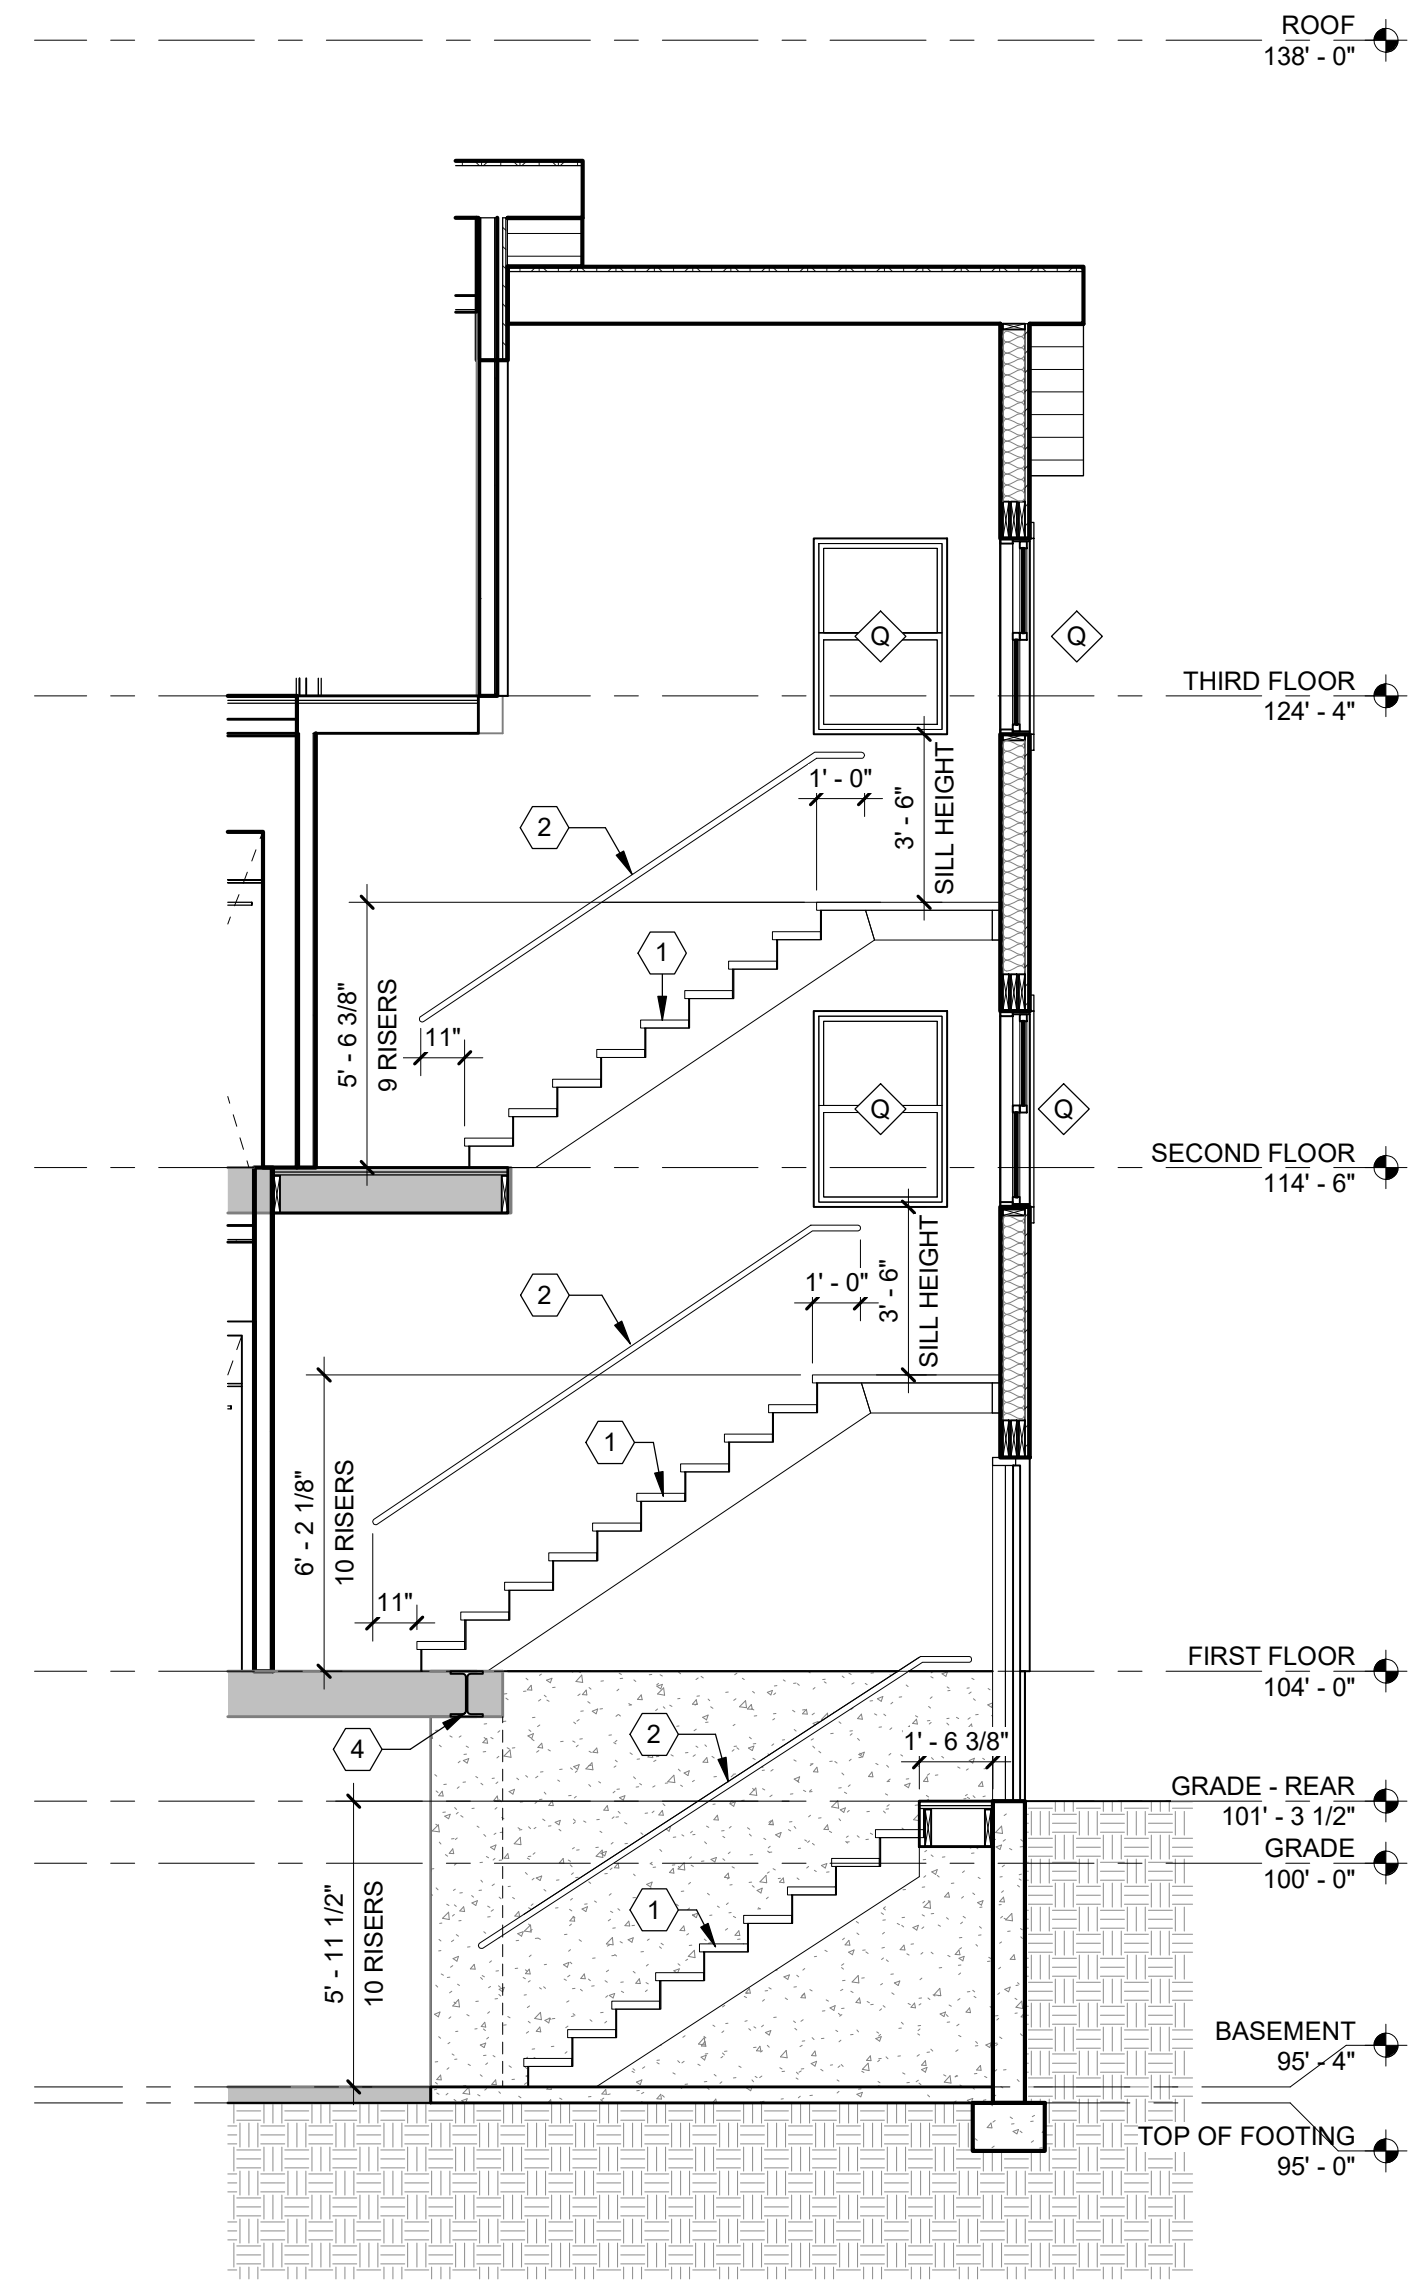 ROOF
138' - 0"
Q
Q
THIRD FLOOR
124' - 4"
1' - 0"
2
3' - 6"
SILL HEIGHT
1
5' - 6 3/8"
9 RISERS
11"
Q
Q
SECOND FLOOR
114' - 6"
1' - 0"
3' - 6"
SILL HEIGHT
2
1
6' - 2 1/8"
10 RISERS
11"
FIRST FLOOR
104' - 0"
4
2
1' - 6 3/8"
GRADE - REAR
101' - 3 1/2"
GRADE
100' - 0"
1
5' - 11 1/2"
10 RISERS
BASEMENT
95' - 4"
TOP OF FOOTING
95' - 0"